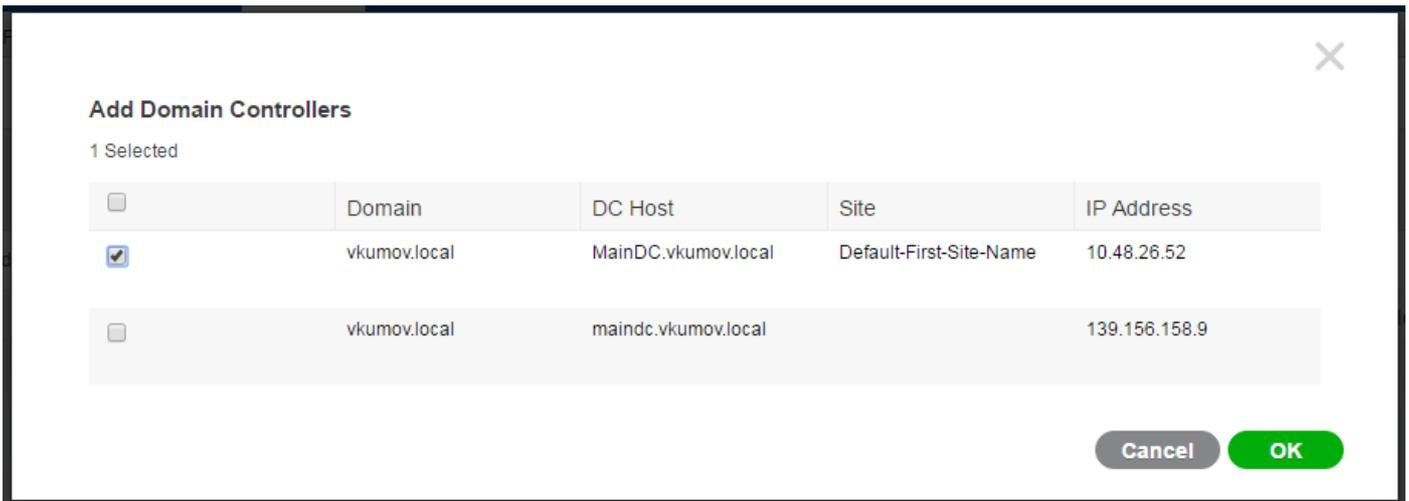 Add Domain Controllers
1 Selected
Domain DC Host Site IP Address
vkumov.local MainDC.vkumov.local Default-First-Site-Name 10.48.26.52
vkumov.local maindc.vkumov.local 139.156.158.9
Cancel OK